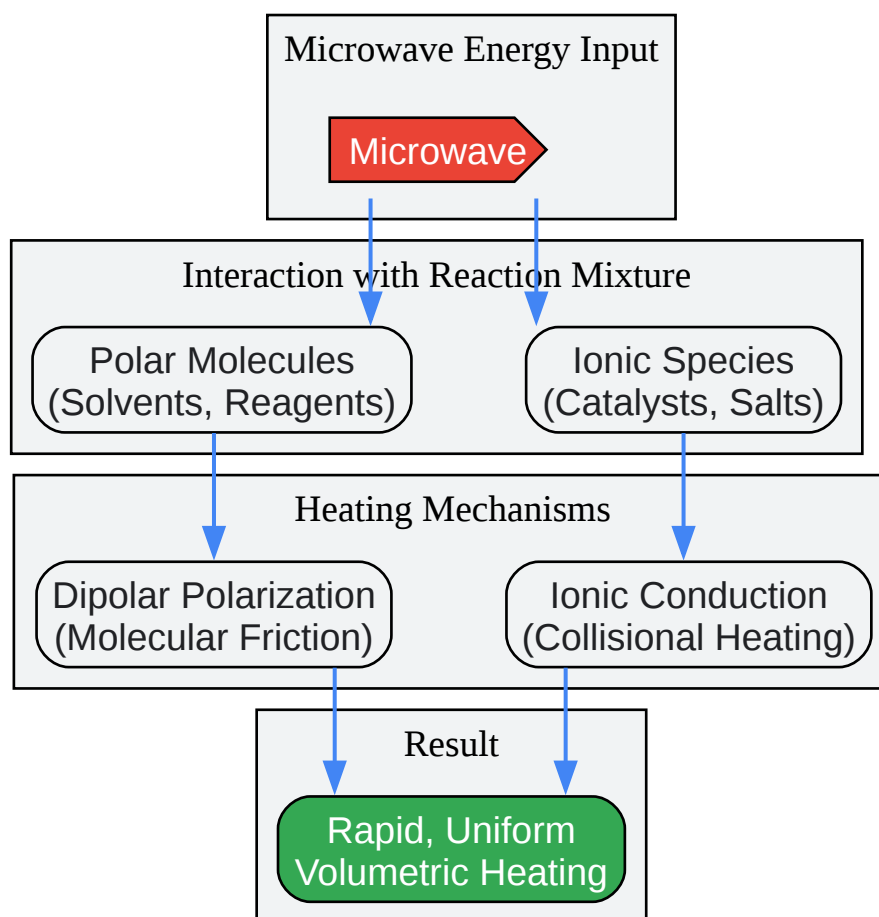 Microwave Energy Input
Microwave
Interaction with Reaction Mixture
Polar Molecules
(Solvents, Reagents)
Ionic Species
(Catalysts, Salts)
Heating Mechanisms
Dipolar Polarization
(Molecular Friction)
Ionic Conduction
(Collisional Heating)
Result
Rapid, Uniform
Volumetric Heating